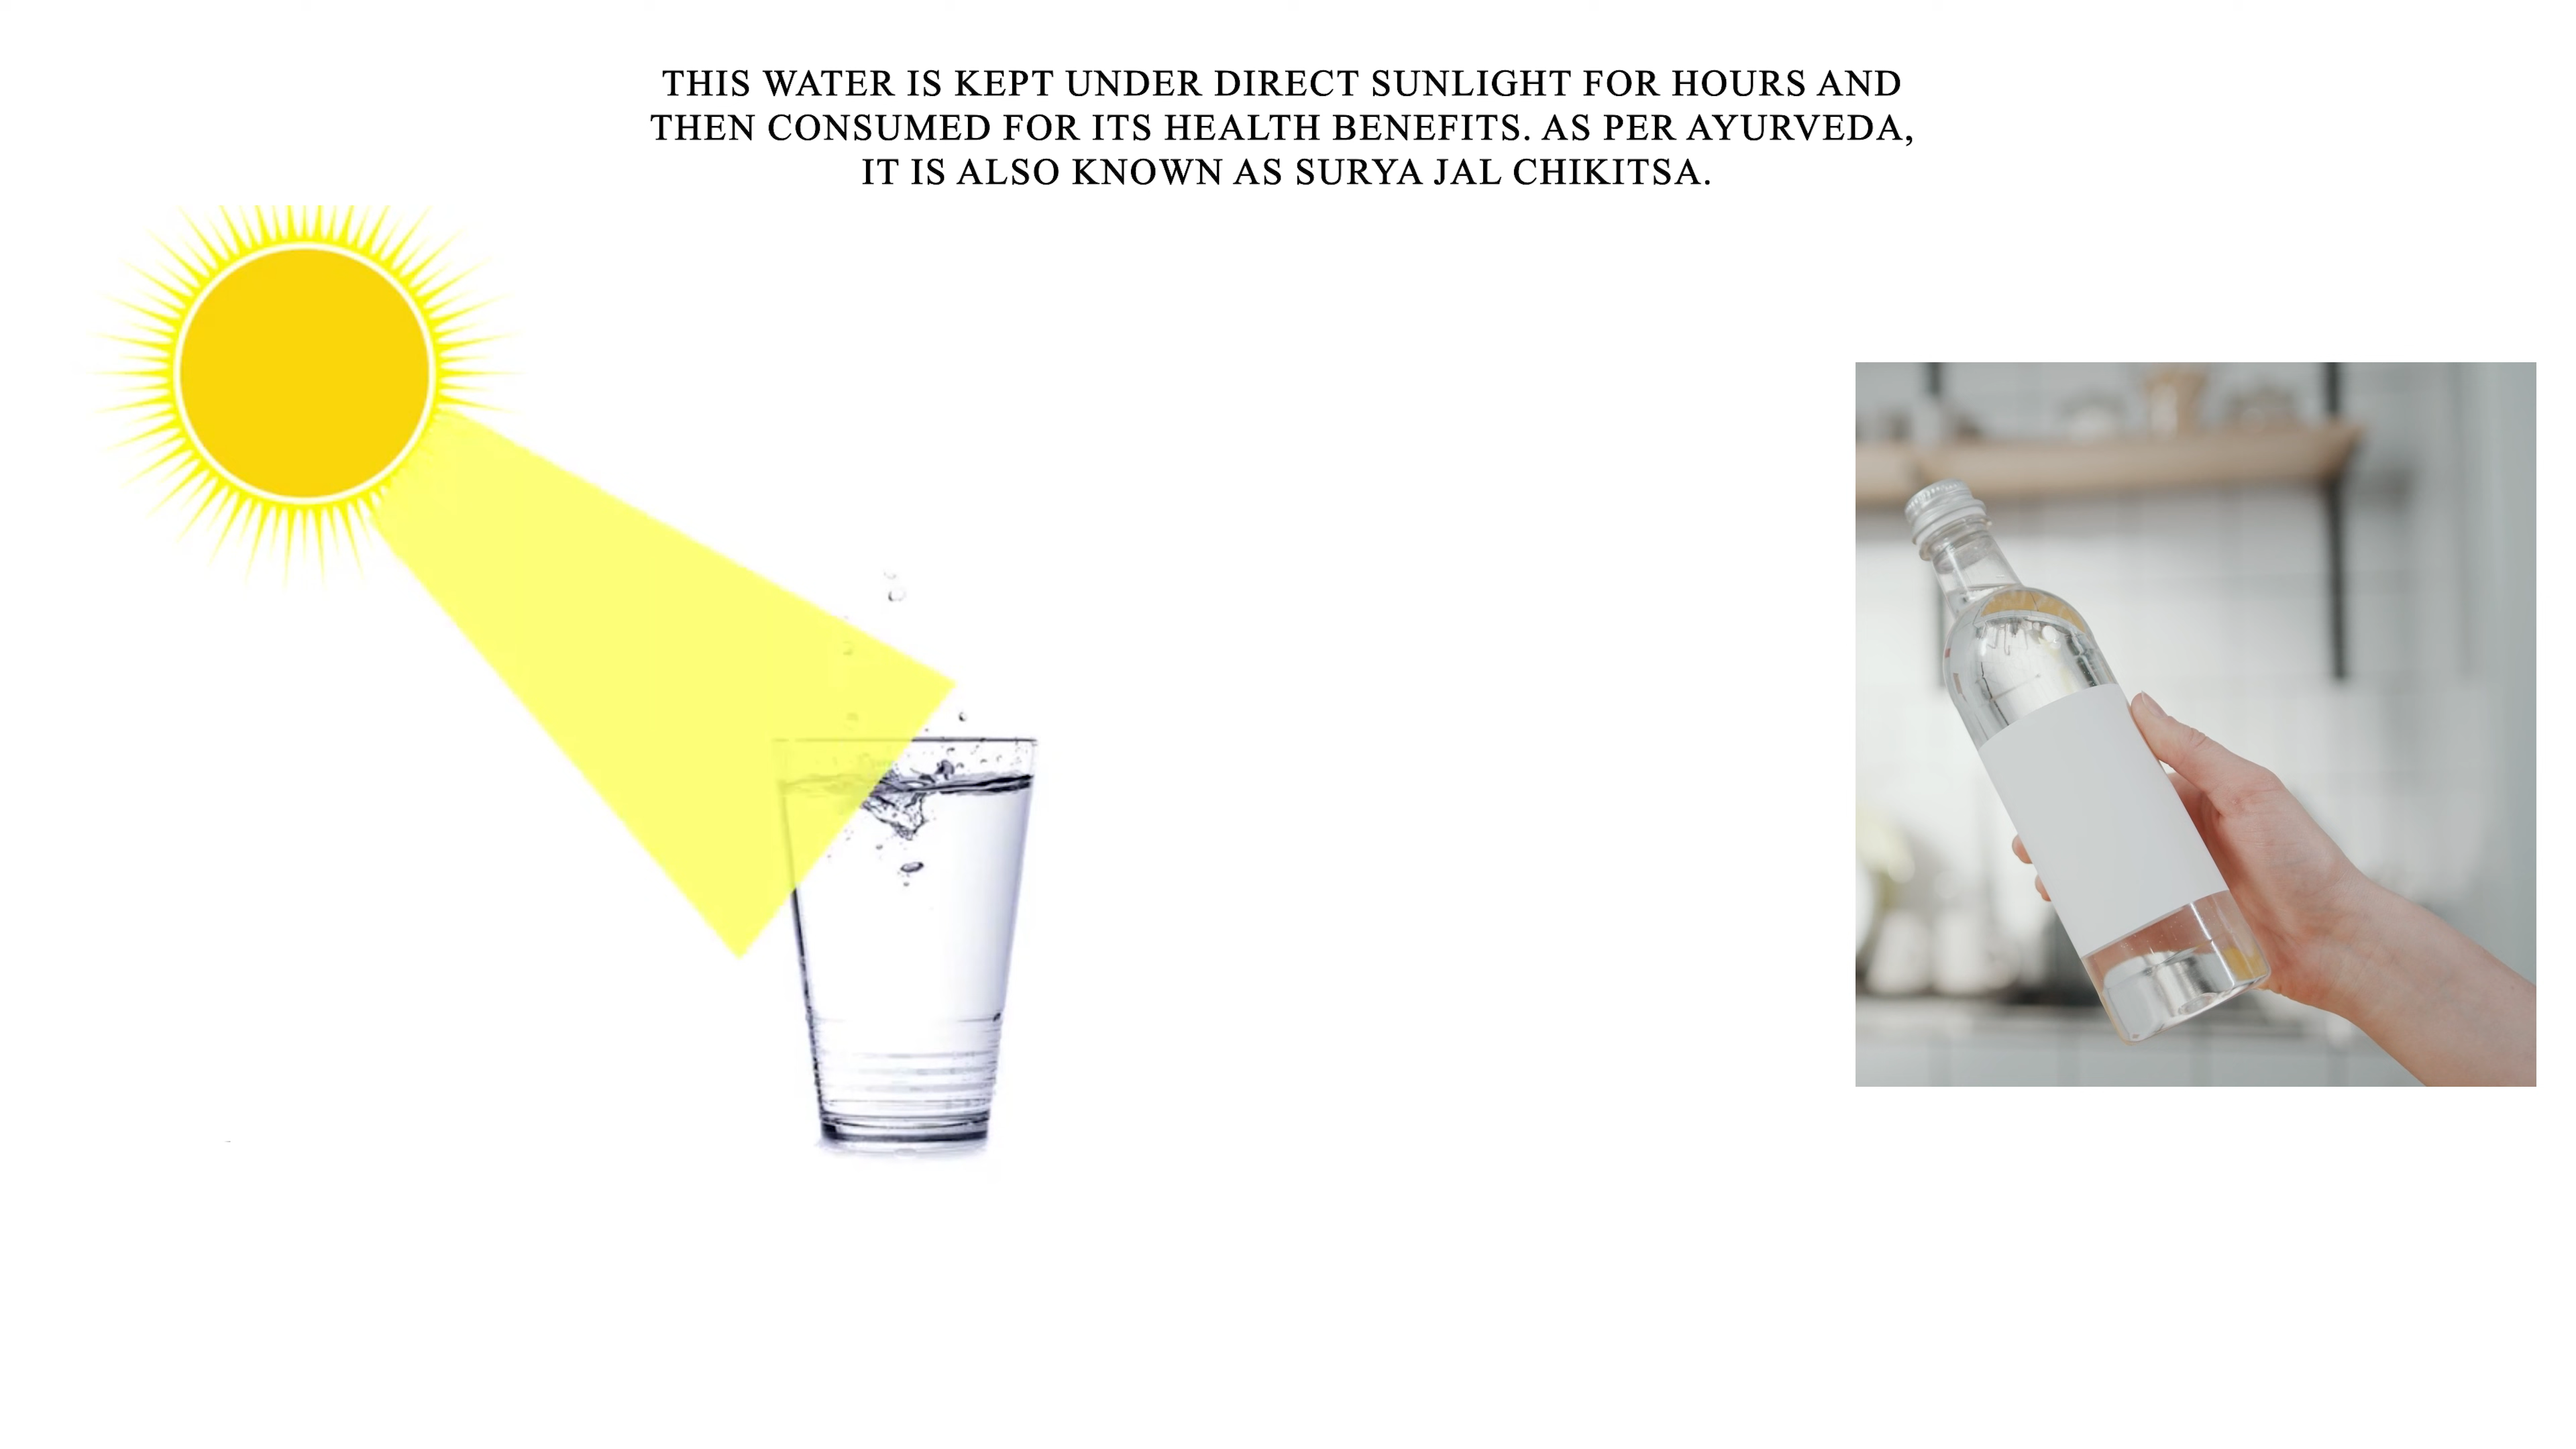 THIS WATER IS KEPT UNDER DIRECT SUNLIGHT FOR HOURS AND
THEN CONSUMED FOR ITS HEALTH BENEFITS. AS PER AYURVEDA,
IT IS ALSO KNOWN AS SURYA JAL CHIKITSA.